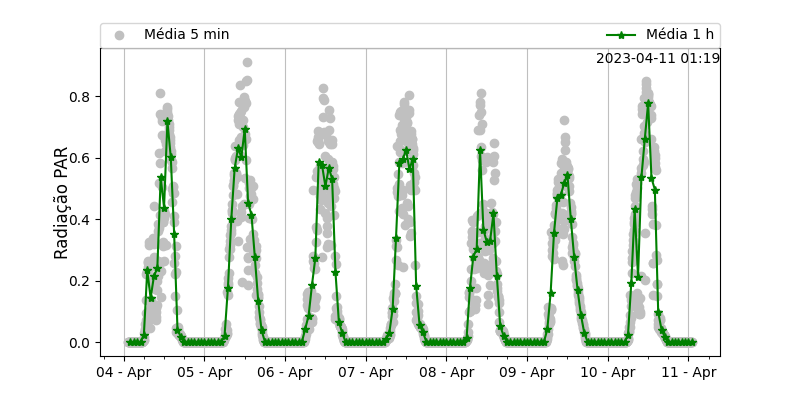 Média 5 min
Média 1 h
2023-04-11 01:19
Radiação PAR
0.8
0.6
0.4
0.2
0.0
04 - Apr
05 - Apr
06 - Apr
07 - Apr
08 - Apr
09 - Apr
10 - Apr
11 - Apr